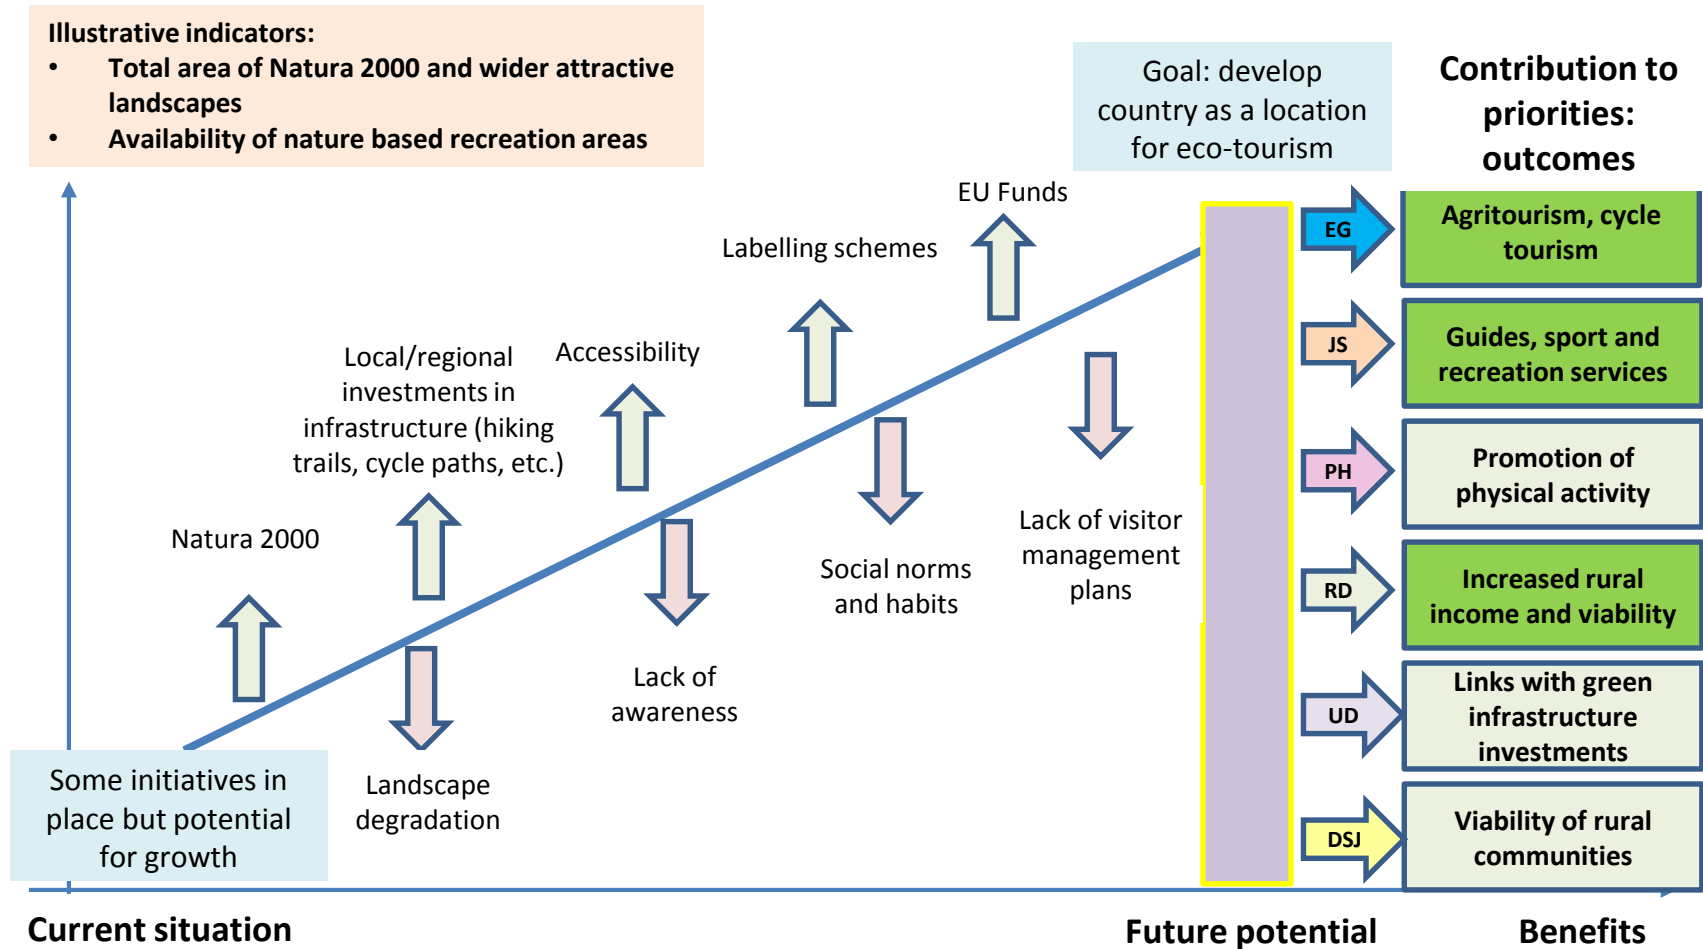 Illustrative indicators:
• Total area of Natura 2000 and wider attractive
landscapes
• Availability of nature based recreation areas
Goal: develop
country as a location
for eco-tourism
Contribution to
priorities:
outcomes
EU Funds
Labelling schemes
Accessibility
Local/regional
investments in
infrastructure (hiking
trails, cycle paths, etc.)
Natura 2000
Landscape
degradation
Lack of
awareness
Social norms
and habits
Lack of visitor
management
plans
Some initiatives in
place but potential
for growth
EG
Agritourism, cycle
tourism
JS
Guides, sport and
recreation services
PH
Promotion of
physical activity
RD
Increased rural
income and viability
UD
Links with green
infrastructure
investments
DSJ
Viability of rural
communities
Current situation
Future potential
Benefits